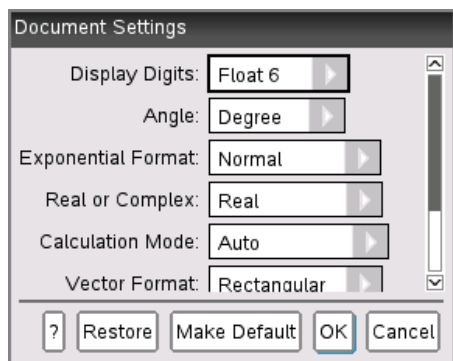 Document Settings
Display Digits: Float 6
Angle: Degree
Exponential Format: Normal
Real or Complex: Real
Calculation Mode: Auto
Vector Format: Rectangular
? Restore Make Default OK Cancel